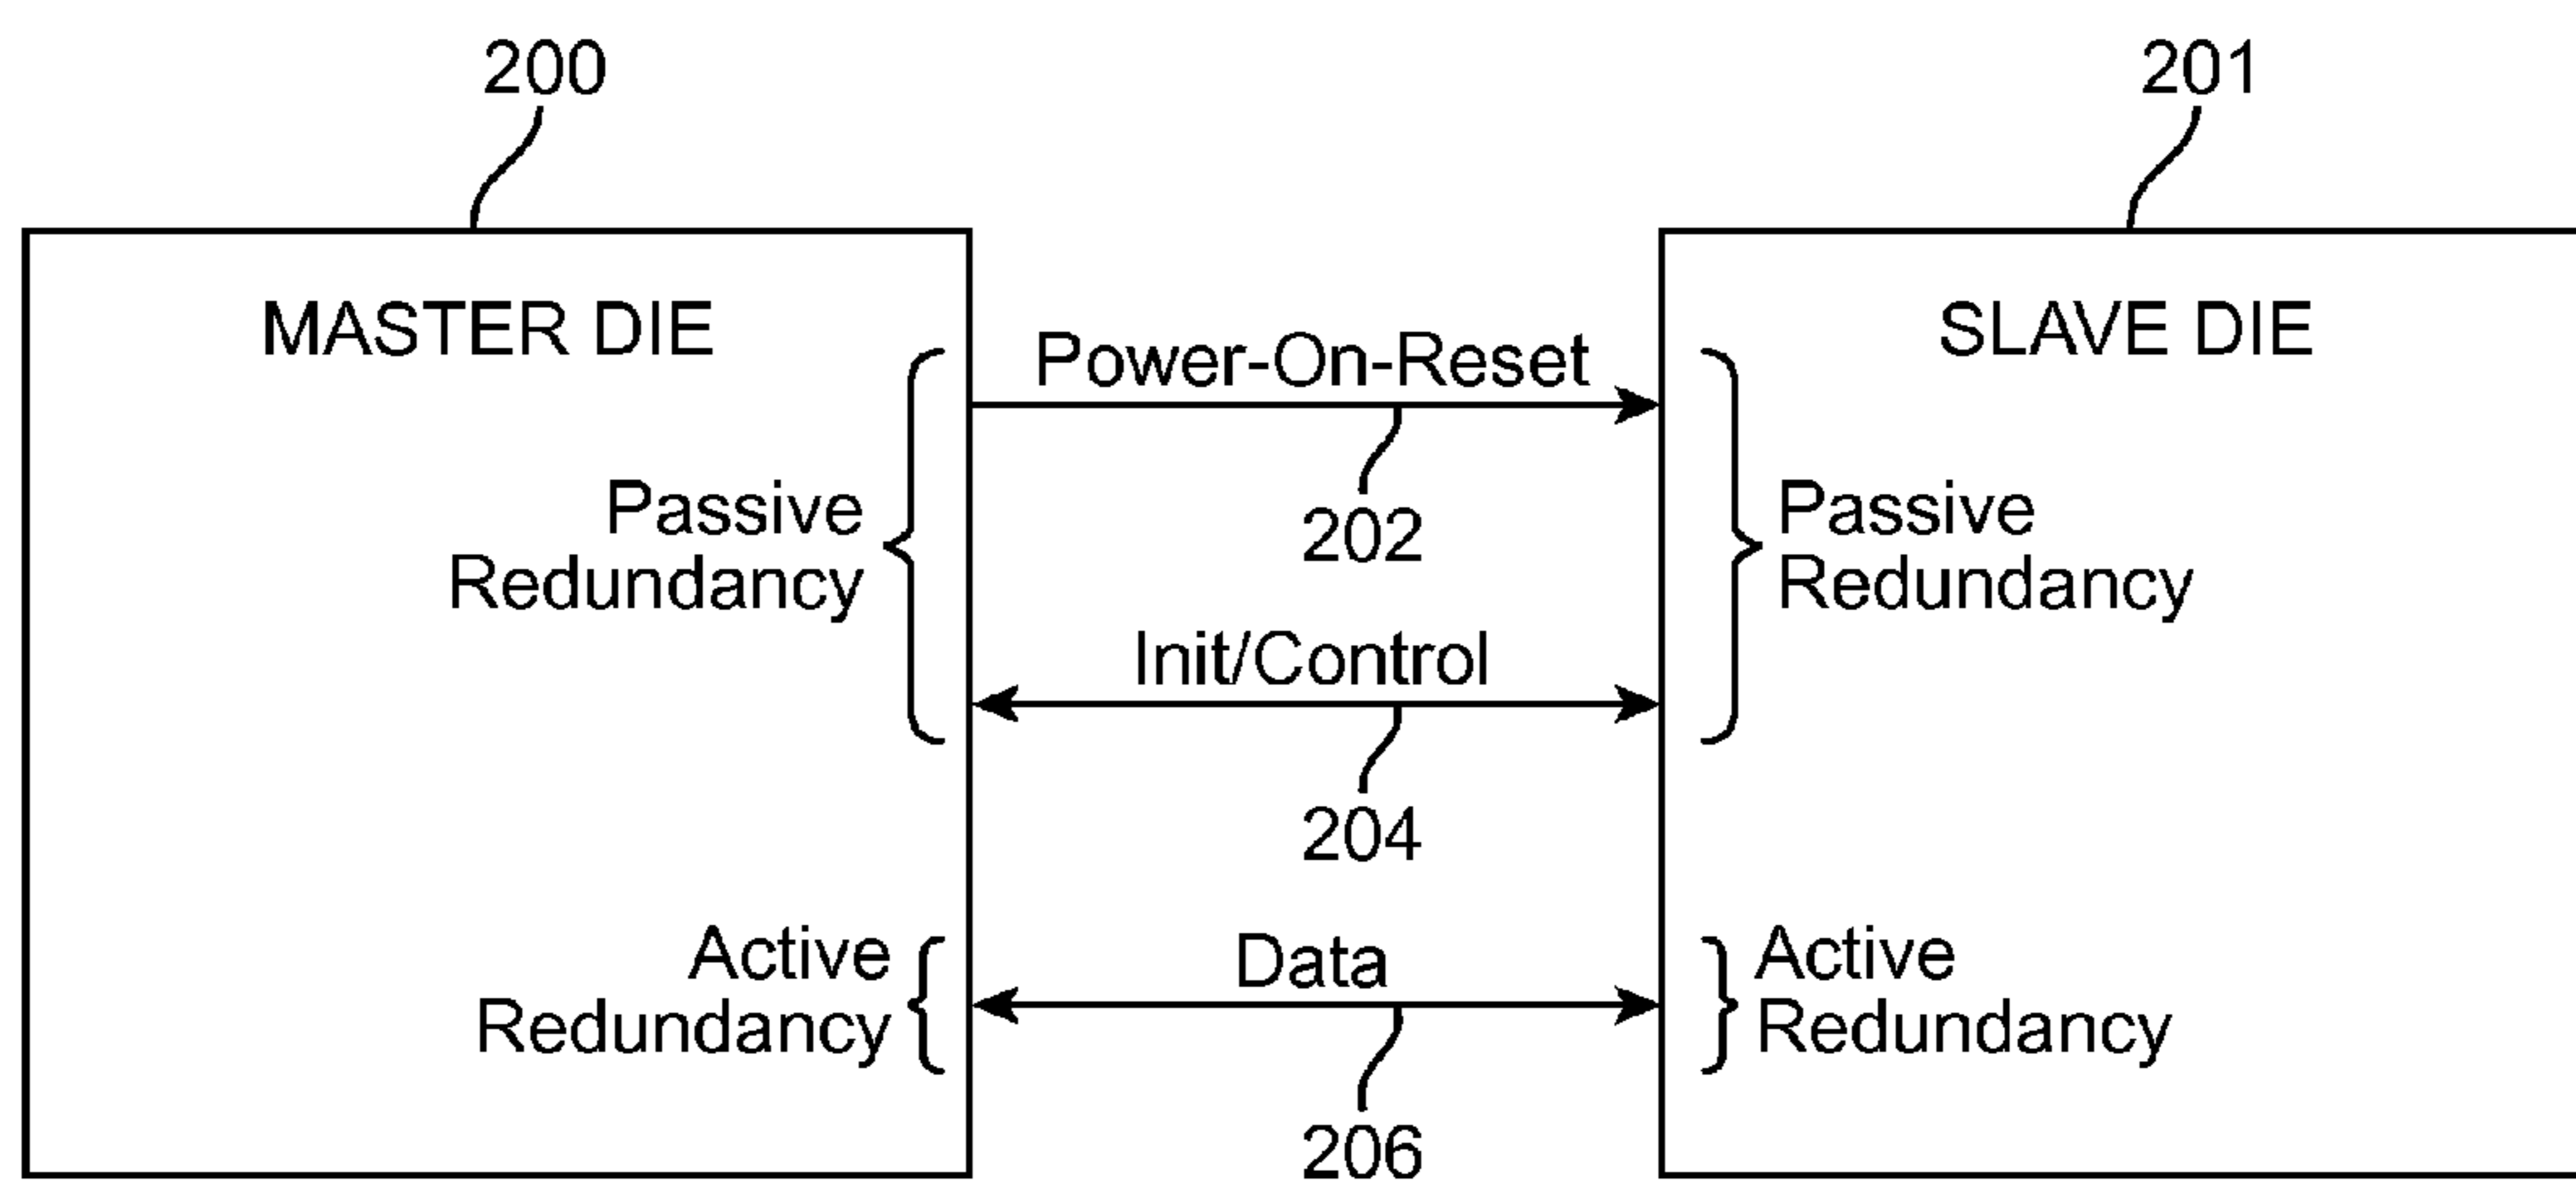 200
201
MASTER DIE
SLAVE DIE
Power-On-Reset
202
Passive
Redundancy
Passive
Redundancy
Init/Control
204
Active
Redundancy
Data
206
Active
Redundancy